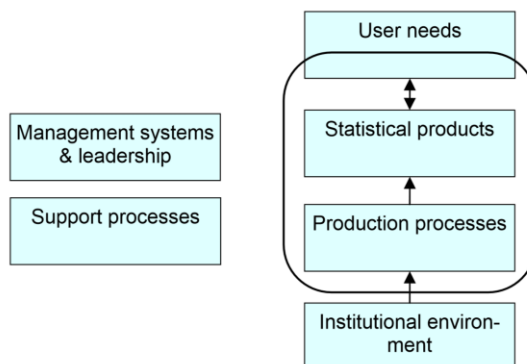 User needs
Management systems
& leadership
Statistical products
Support processes
Production processes
Institutional environ-
ment